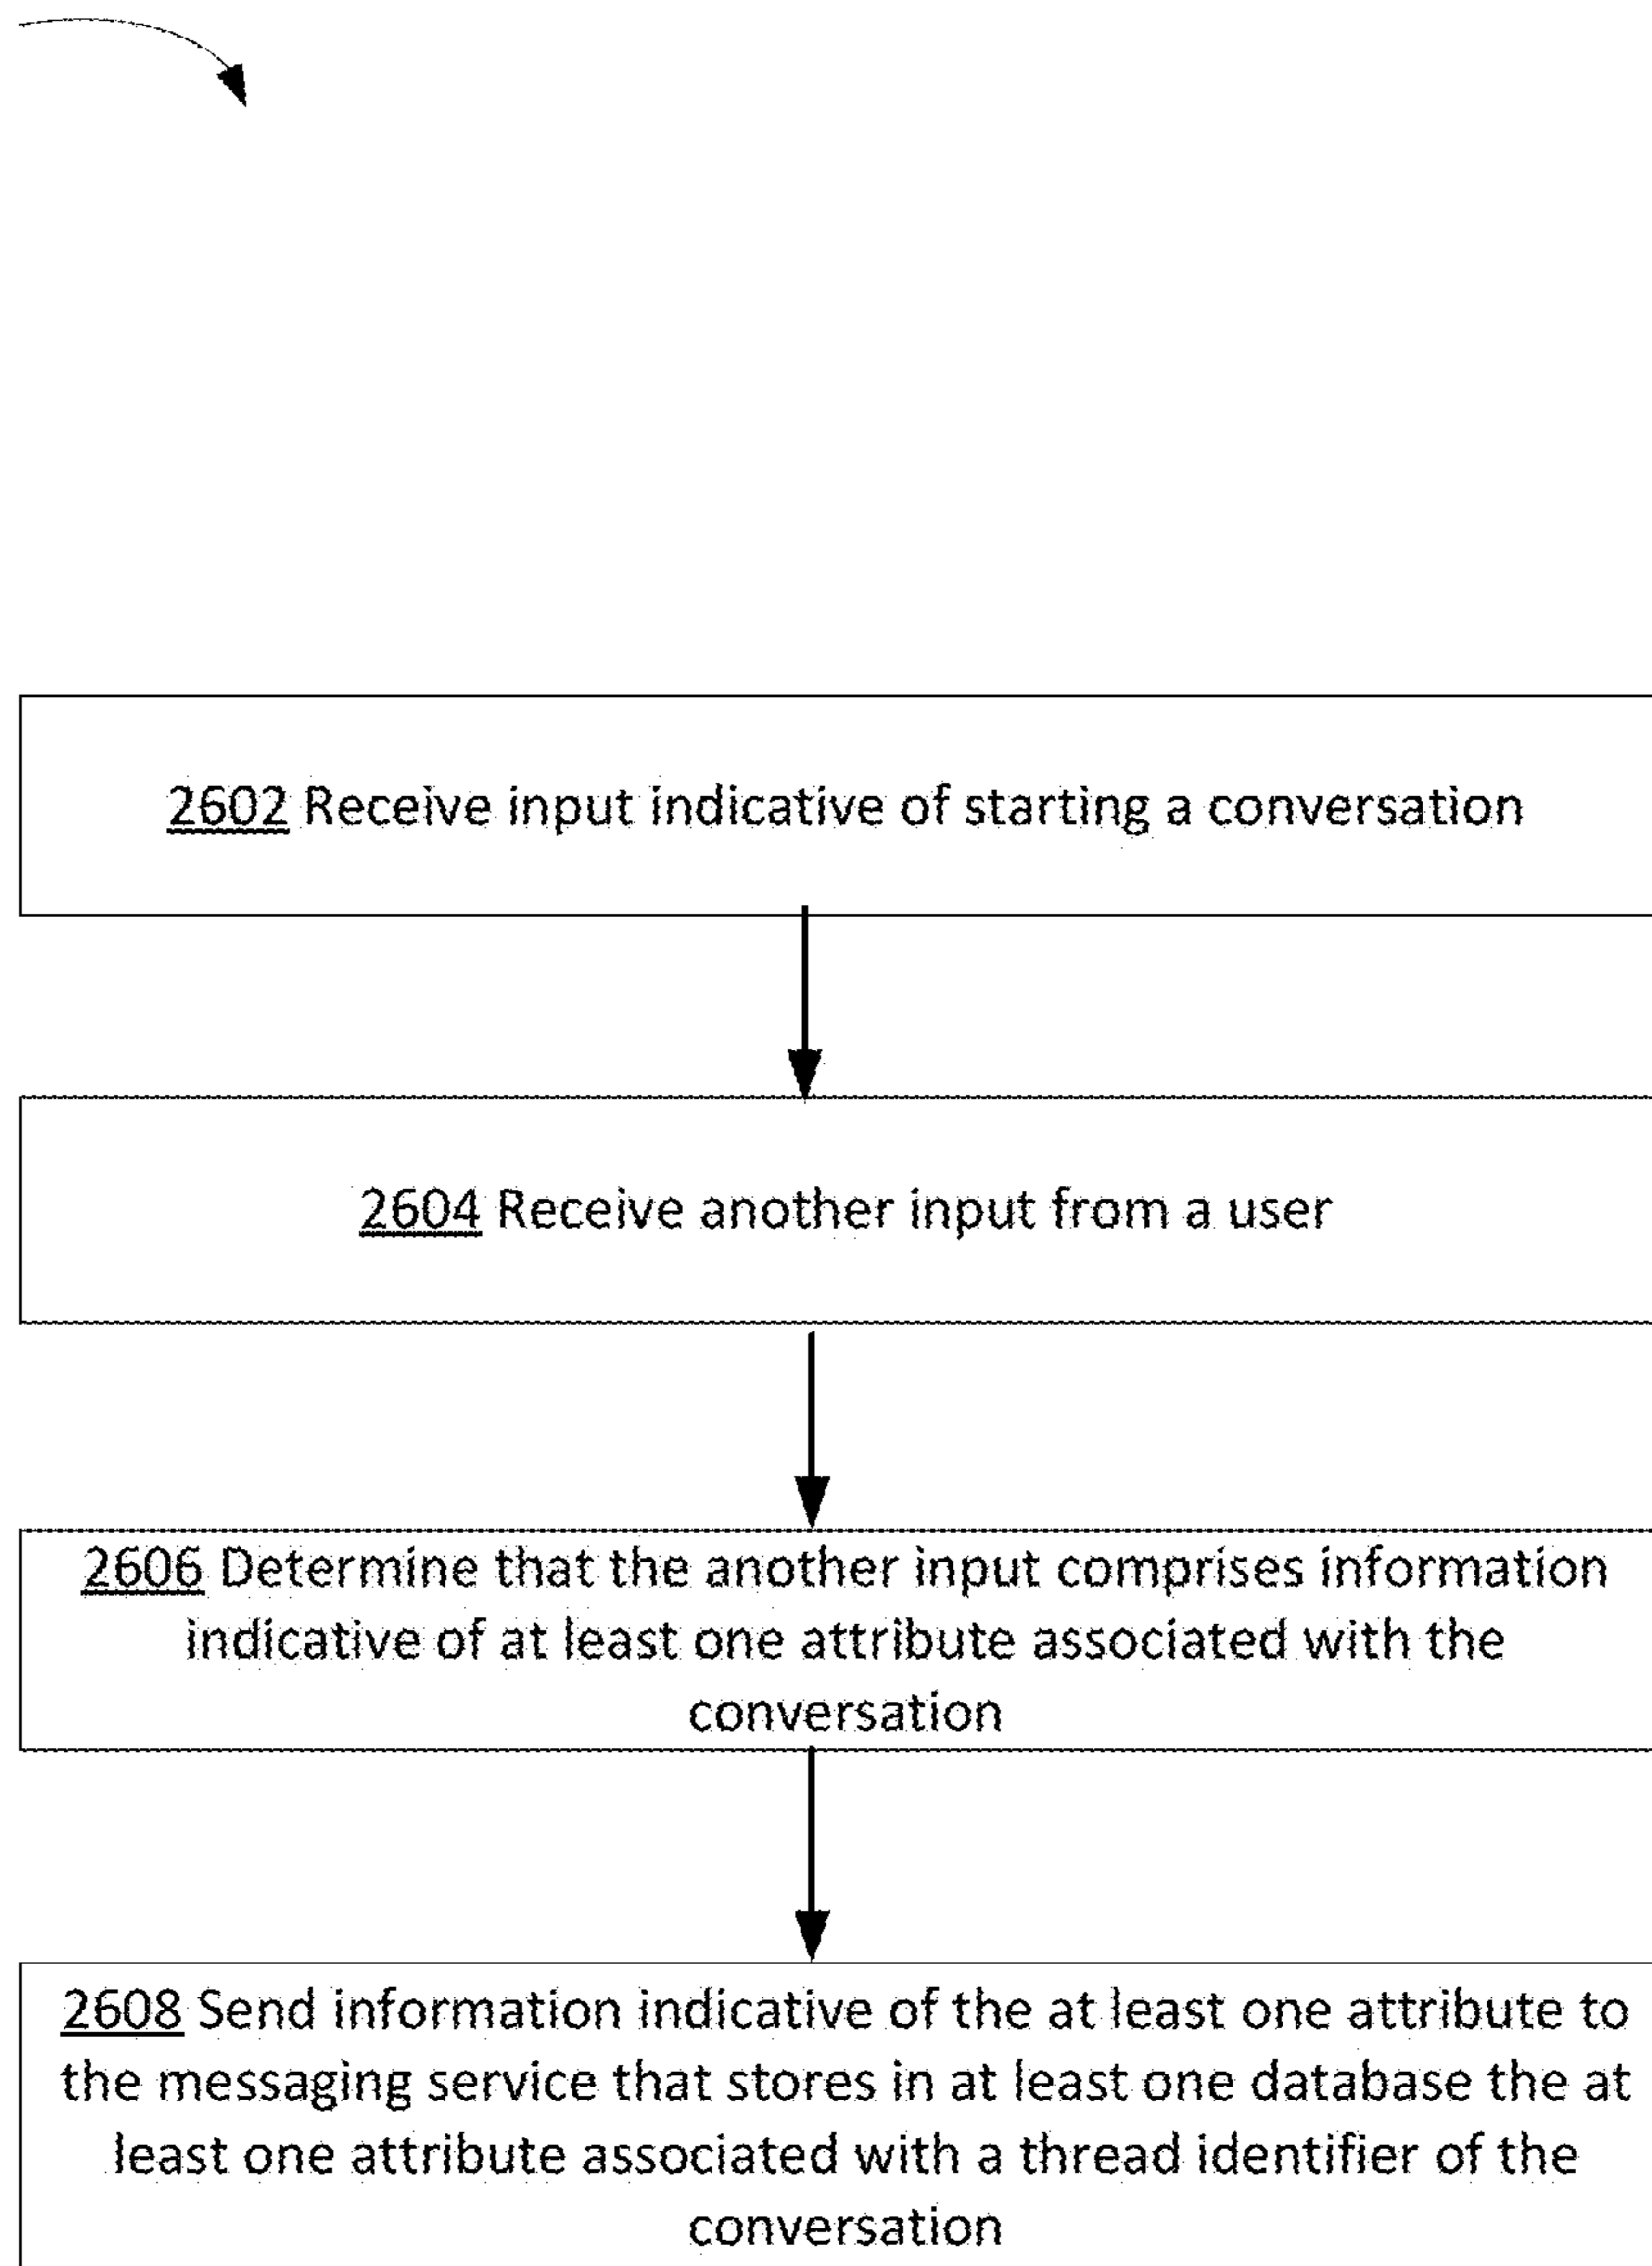 2602 Receive input indicative of starting a conversation
2604 Receive another input from a user
2606 Determine that the another input comprises information
indicative of at least one attribute associated with the
conversation
2608 Send information indicative of the at least one attribute to
the messaging service that stores in at least one database the at
least one attribute associated with a thread identifier of the
conversation